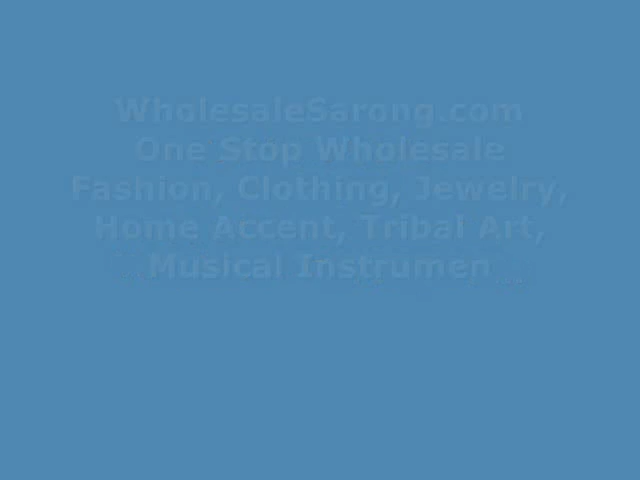 WholesaleSarong.com
One Stop Wholesale
Fashion, Clothing, Jewelry,
Home Accent, Tribal Art,
Musical Instrumen